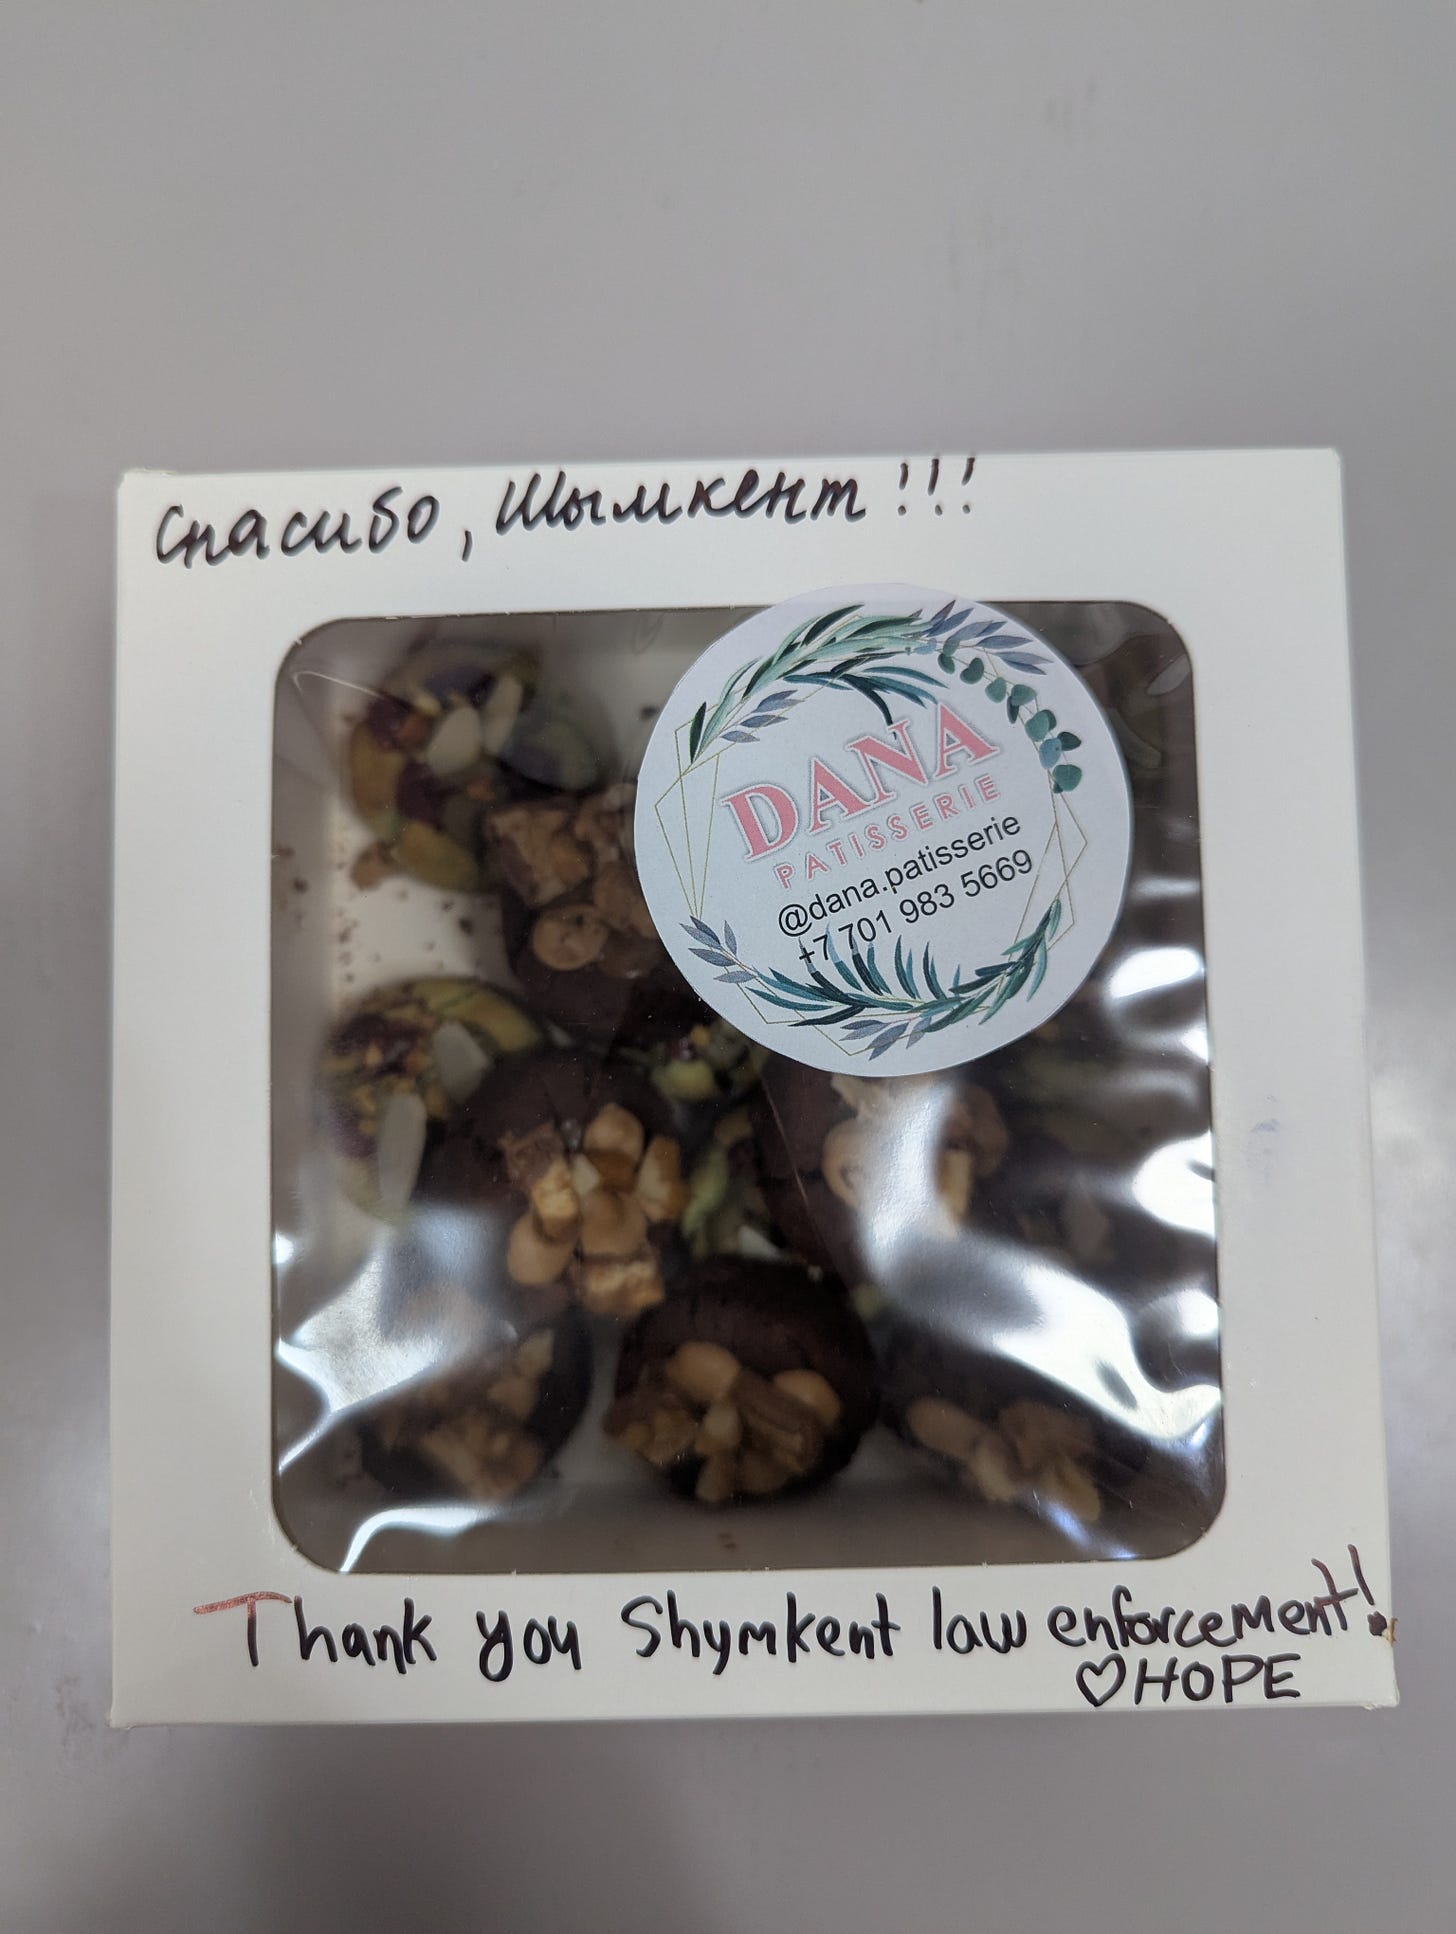 Спасибо, Шымкент!!!
DANA
PATISSERIE
@dana.patisserie
+7 701 983 5669
Thank you Shymkent law enforcement!
♡HOPE